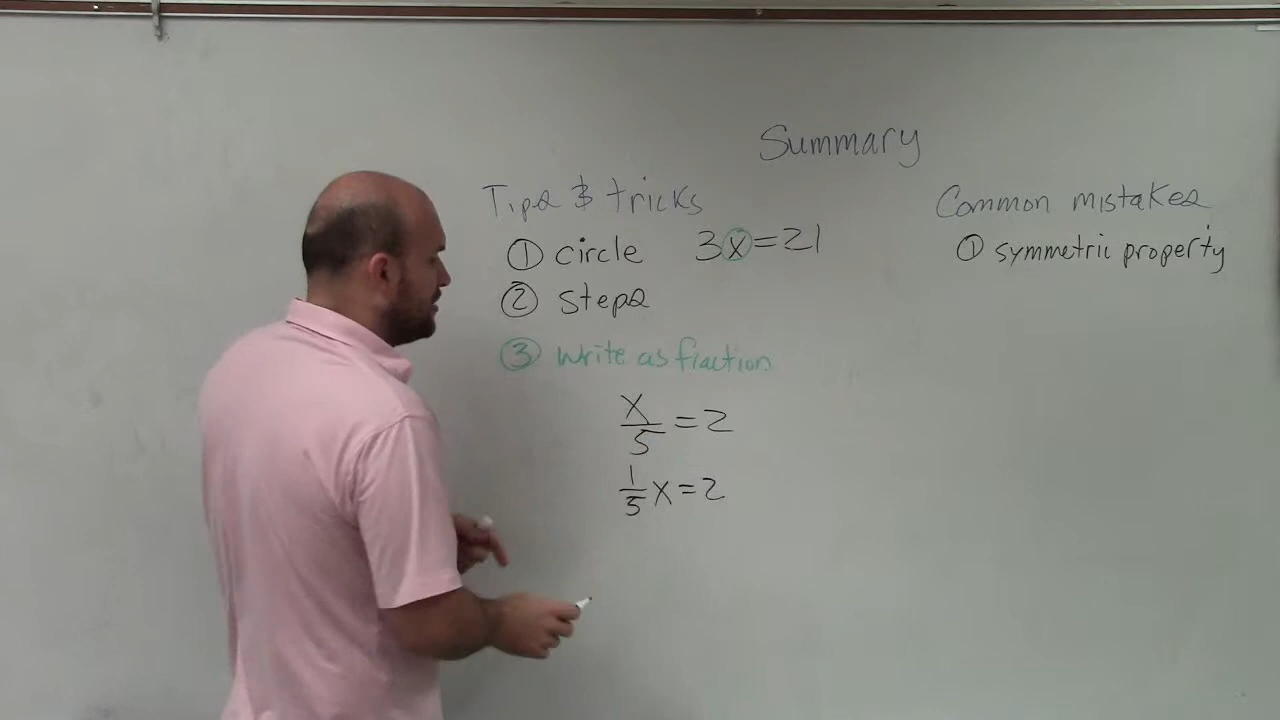 Summary
Tips & tricks
① circle 3x=21
② steps
③ write as fraction
x/5 = 2
1/5 x = 2
Common mistakes
① symmetric property